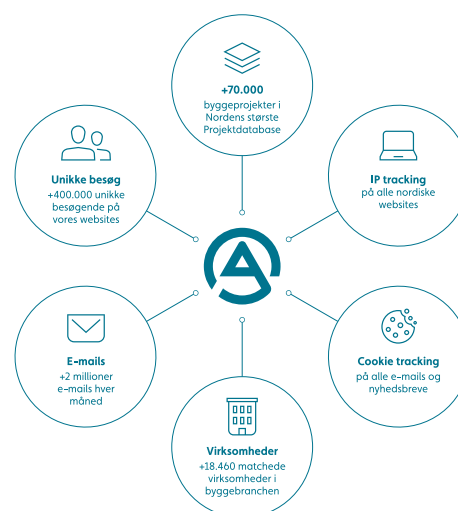 +70.000
byggeprojekter i
Nordens største
Projektdatabase
Unikke besøg
+400.000 unikke
besøgende på
vores websites
IP tracking
på alle nordiske
websites
E-mails
+2 millioner
e-mails hver
måned
Cookie tracking
på alle e-mails og
nyhedsbreve
Virksomheder
+18.460 matchede
virksomheder i
byggebranchen